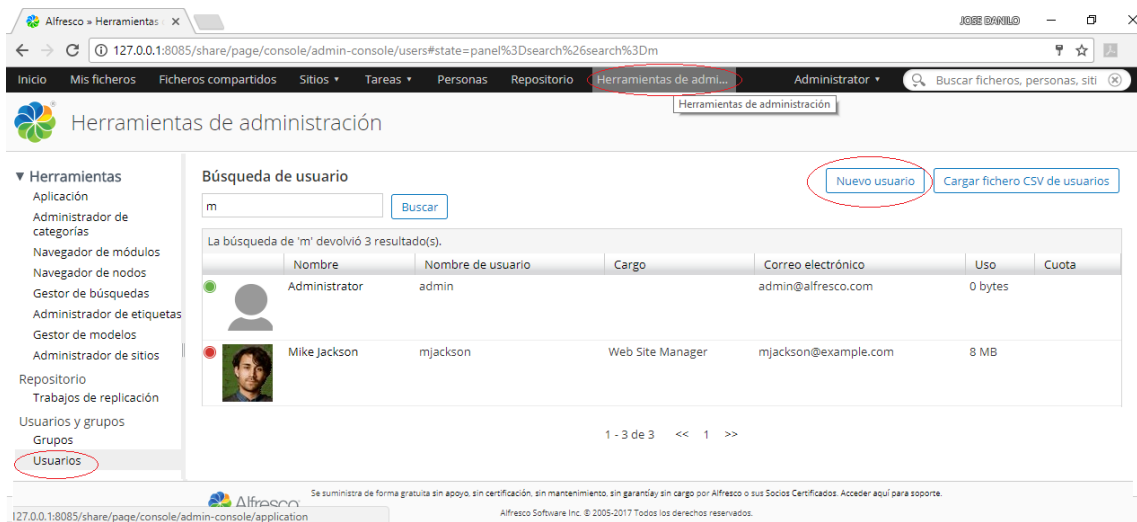 Alfresco » Herramientas
JOSE DANILO
127.0.0.1:8085/share/page/console/admin-console/users#state=panel%3Dsearch%26search%3Dm
Inicio Mis ficheros Ficheros compartidos Sitios Tareas Personas Repositorio Herramientas de admi... Administrator Buscar ficheros, personas, siti
Herramientas de administración
Herramientas de administración
Herramientas
Aplicación
Administrador de
categorías
Navegador de módulos
Navegador de nodos
Gestor de búsquedas
Administrador de etiquetas
Gestor de modelos
Administrador de sitios
Repositorio
Trabajos de replicación
Usuarios y grupos
Grupos
Usuarios
Búsqueda de usuario
Nuevo usuario Cargar fichero CSV de usuarios
m Buscar
La búsqueda de 'm' devolvió 3 resultado(s).
Nombre Nombre de usuario Cargo Correo electrónico Uso Cuota
Administrator admin admin@alfresco.com 0 bytes
Mike Jackson mjackson Web Site Manager mjackson@example.com 8 MB
1 - 3 de 3 << 1 >>
Alfresco
Se suministra de forma gratuita sin apoyo, sin certificación, sin mantenimiento, sin garantíay sin cargo por Alfresco o sus Socios Certificados. Acceder aquí para soporte.
Alfresco Software Inc. © 2005-2017 Todos los derechos reservados.
127.0.0.1:8085/share/page/console/admin-console/application